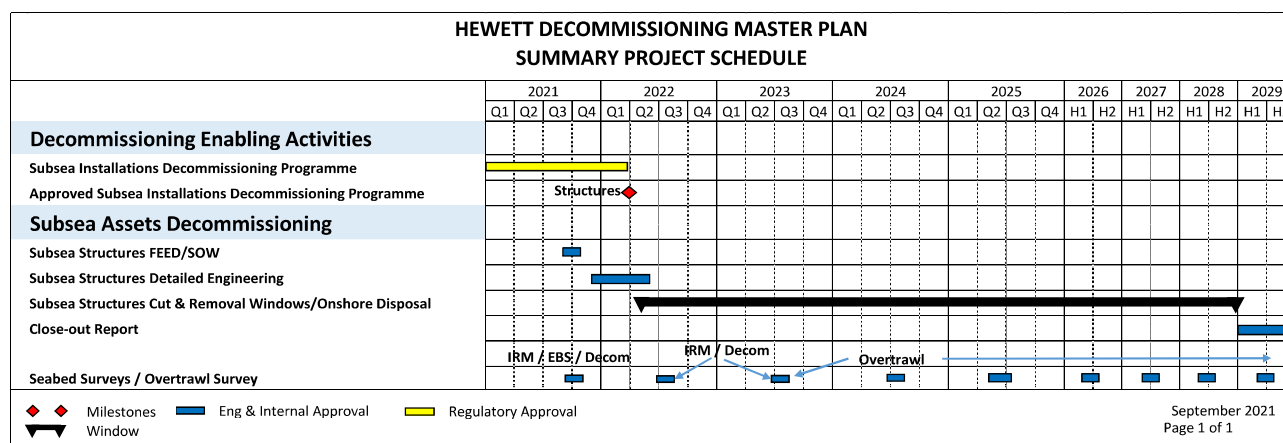 HEWETT DECOMMISSIONING MASTER PLAN
SUMMARY PROJECT SCHEDULE
2021 2022 2023 2024 2025 2026 2027 2028 2029
Q1 Q2 Q3 Q4 Q1 Q2 Q3 Q4 Q1 Q2 Q3 Q4 Q1 Q2 Q3 Q4 Q1 Q2 Q3 Q4 H1 H2 H1 H2 H1 H2 H1 H
Decommissioning Enabling Activities
Subsea Installations Decommissioning Programme
Approved Subsea Installations Decommissioning Programme Structures
Subsea Assets Decommissioning
Subsea Structures FEED/SOW
Subsea Structures Detailed Engineering
Subsea Structures Cut & Removal Windows/Onshore Disposal
Close-out Report
IRM / EBS / Decom IRM / Decom Overtrawl
Seabed Surveys / Overtrawl Survey
Milestones Eng & Internal Approval Regulatory Approval September 2021
Window Page 1 of 1